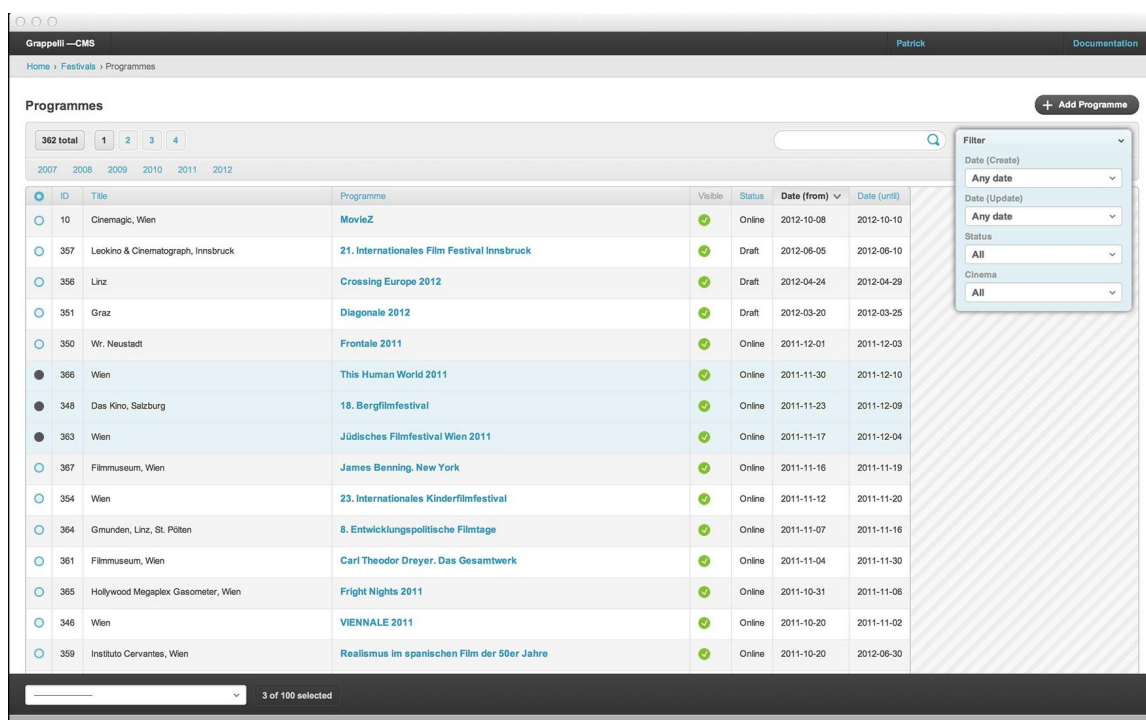 Grappelli —CMS Patrick Documentation
Home › Festivals › Programmes
Programmes
+ Add Programme
362 total 1 2 3 4
Filter
2007 2008 2009 2010 2011 2012
Date (Create)
Any date
Date (Update)
Any date
Status
All
Cinema
All
ID Title Programme Visible Status Date (from) Date (until)
10 Cinemagic, Wien MovieZ Online 2012-10-08 2012-10-10
357 Leokino & Cinematograph, Innsbruck 21. Internationales Film Festival Innsbruck Draft 2012-06-05 2012-06-10
356 Linz Crossing Europe 2012 Draft 2012-04-24 2012-04-29
351 Graz Diagonale 2012 Draft 2012-03-20 2012-03-25
350 Wr. Neustadt Frontale 2011 Online 2011-12-01 2011-12-03
366 Wien This Human World 2011 Online 2011-11-30 2011-12-10
348 Das Kino, Salzburg 18. Bergfilmfestival Online 2011-11-23 2011-12-09
363 Wien Jüdisches Filmfestival Wien 2011 Online 2011-11-17 2011-12-04
367 Filmmuseum, Wien James Benning. New York Online 2011-11-16 2011-11-19
354 Wien 23. Internationales Kinderfilmfestival Online 2011-11-12 2011-11-20
364 Gmunden, Linz, St. Pölten 8. Entwicklungspolitische Filmtage Online 2011-11-07 2011-11-16
361 Filmmuseum, Wien Carl Theodor Dreyer. Das Gesamtwerk Online 2011-11-04 2011-11-30
365 Hollywood Megaplex Gasometer, Wien Fright Nights 2011 Online 2011-10-31 2011-11-06
346 Wien VIENNALE 2011 Online 2011-10-20 2011-11-02
359 Instituto Cervantes, Wien Realismus im spanischen Film der 50er Jahre Online 2011-10-20 2012-06-30
3 of 100 selected